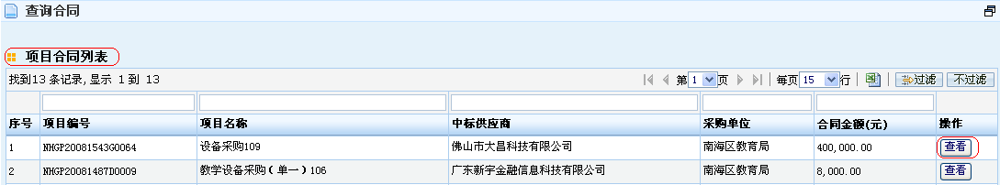 查询合同
项目合同列表
找到13 条记录, 显示 1 到 13 第 1 页 每页 15 行 过滤 不过滤
序号 项目编号 项目名称 中标供应商 采购单位 合同金额(元) 操作
1 NHGP20081543G0064 设备采购109 佛山市大昌科技有限公司 南海区教育局 400,000.00 查看
2 NHGP20081487D0009 教学设备采购(单一)106 广东新宇金融信息科技有限公司 南海区教育局 8,000.00 查看